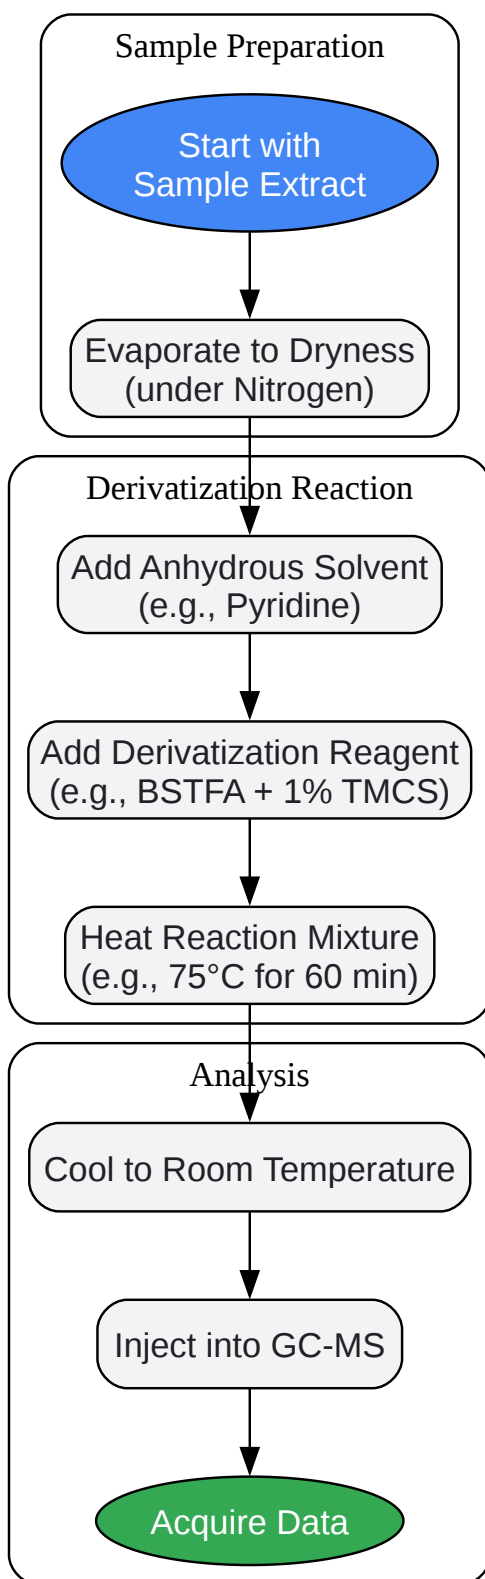 Sample Preparation
Start with
Sample Extract
Evaporate to Dryness
(under Nitrogen)
Derivatization Reaction
Add Anhydrous Solvent
(e.g., Pyridine)
Add Derivatization Reagent
(e.g., BSTFA + 1% TMCS)
Heat Reaction Mixture
(e.g., 75°C for 60 min)
Analysis
Cool to Room Temperature
Inject into GC-MS
Acquire Data